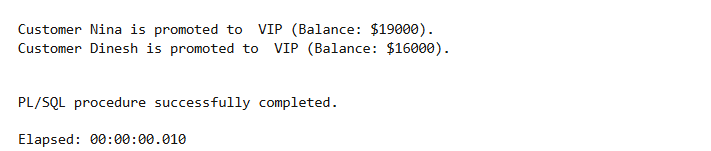 Customer Nina is promoted to  VIP (Balance: $19000).
Customer Dinesh is promoted to  VIP (Balance: $16000).
PL/SQL procedure successfully completed.
Elapsed: 00:00:00.010